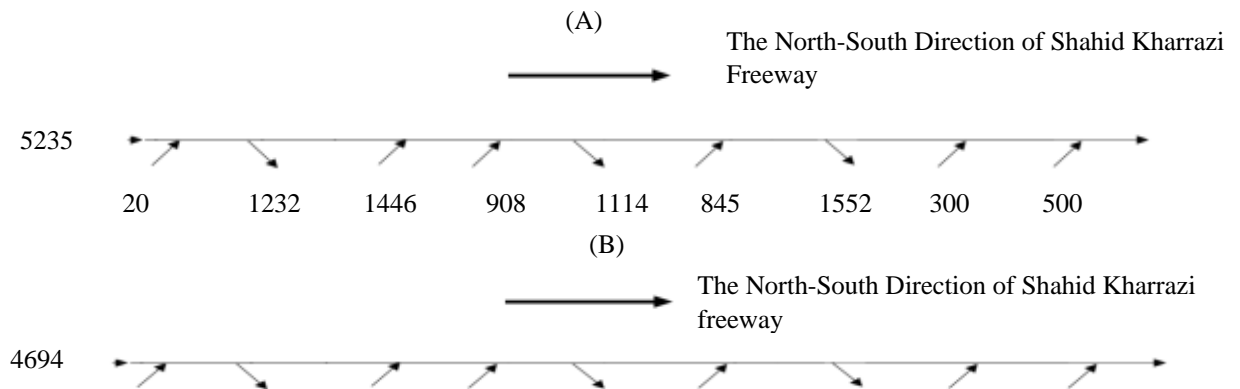 (A)
The North-South Direction of Shahid Kharrazi
Freeway
5235
20 1232 1446 908 1114 845 1552 300 500
(B)
The North-South Direction of Shahid Kharrazi
freeway
4694